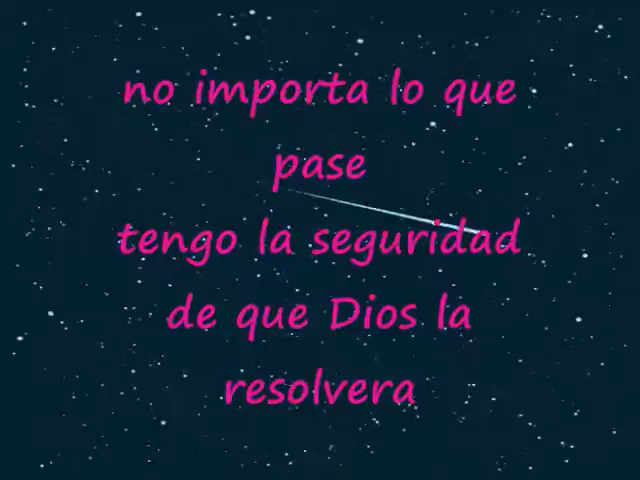 no importa lo que
pase
tengo la seguridad
de que Dios la
resolvera